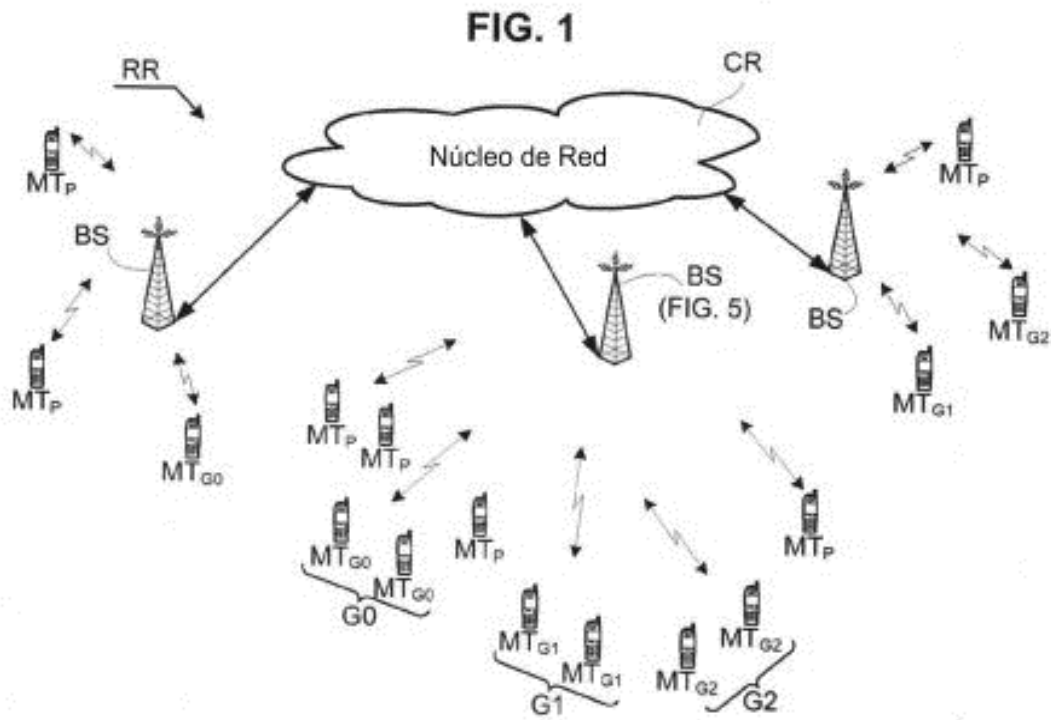 FIG. 1
RR
CR
Núcleo de Red
MTP
MTP
BS
BS
(FIG. 5)
BS
MTG2
MTP
MTG1
MTP
MTP
MTG0
MTG0
MTG0
G0
MTP
MTP
MTG1
MTG1
G1
MTG2
MTG2
G2